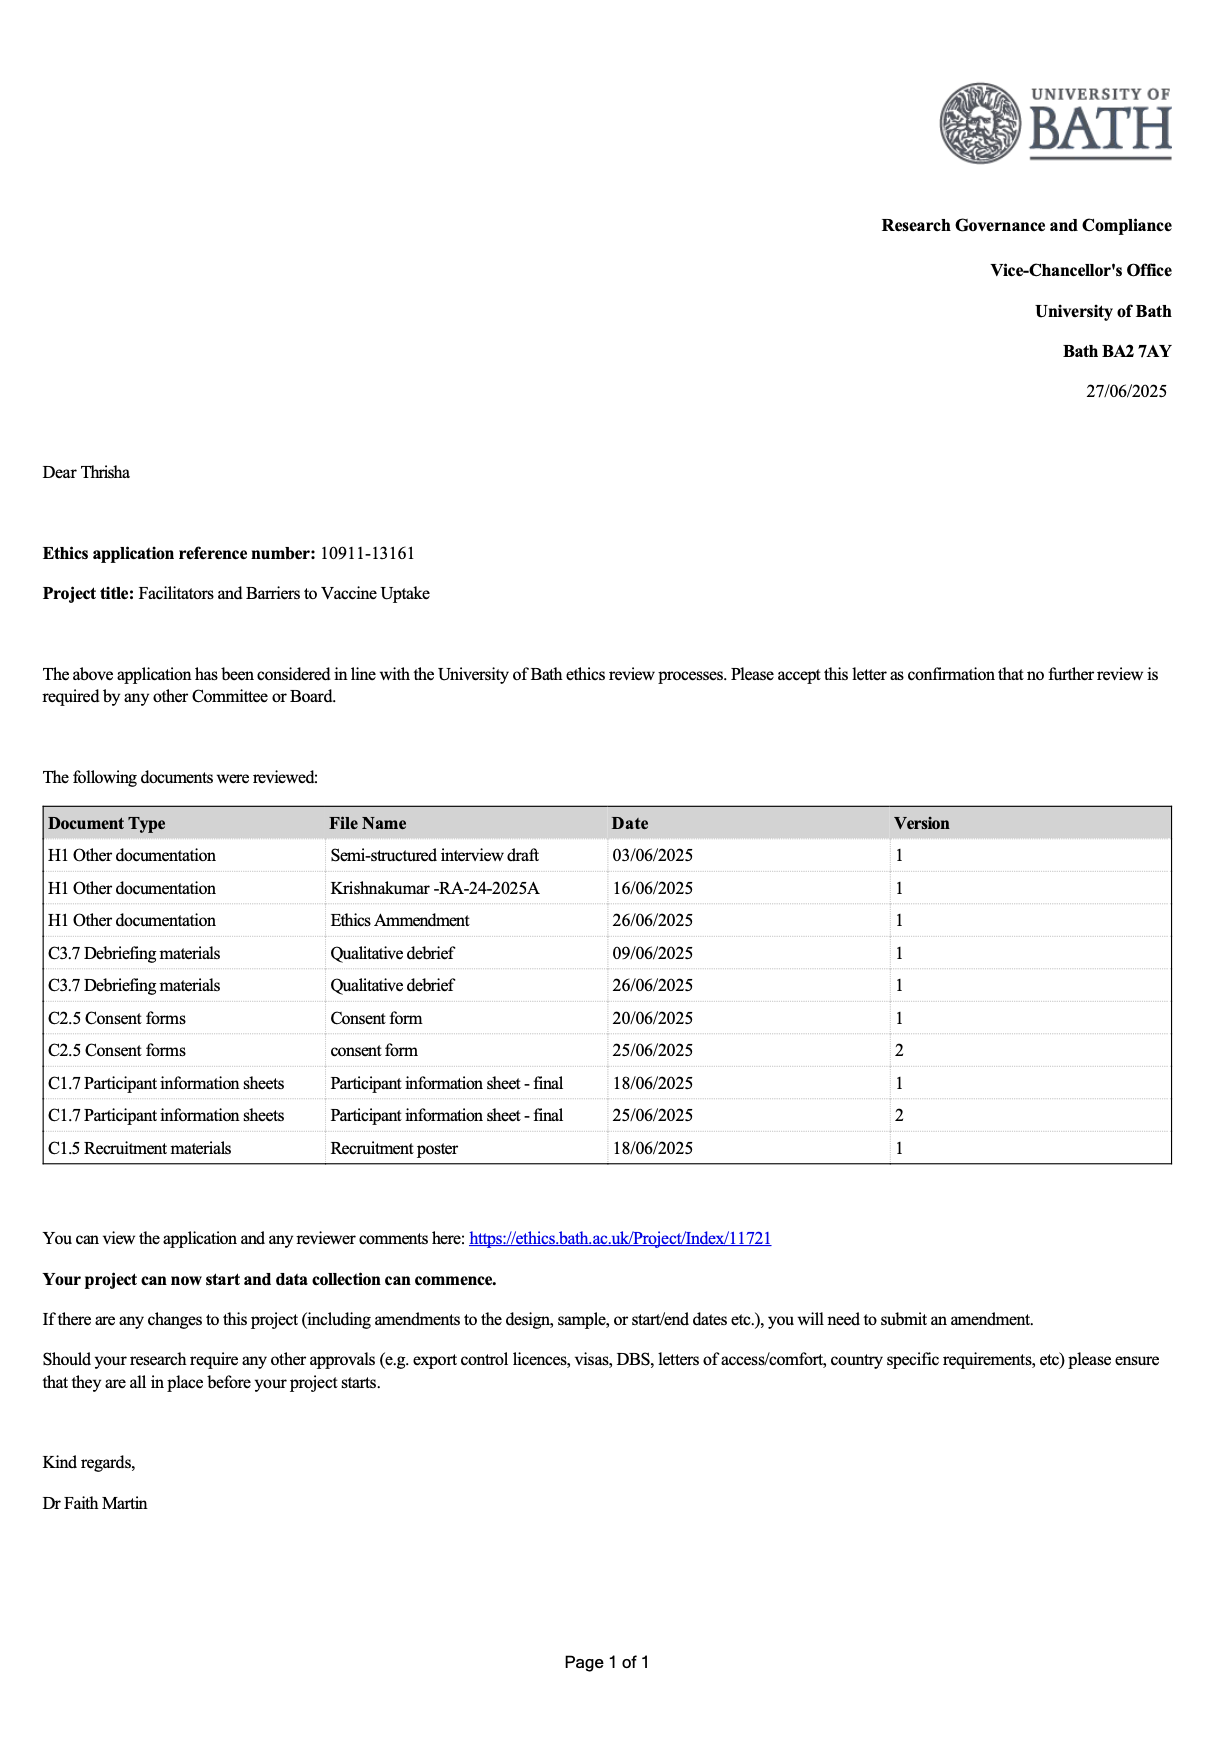 UNIVERSITY OF
BATH
Research Governance and Compliance
Vice-Chancellor's Office
University of Bath
Bath BA2 7AY
27/06/2025
Dear Thrisha
Ethics application reference number: 10911-13161
Project title: Facilitators and Barriers to Vaccine Uptake
The above application has been considered in line with the University of Bath ethics review processes. Please accept this letter as confirmation that no further review is
required by any other Committee or Board.
The following documents were reviewed:
Document Type File Name Date Version
H1 Other documentation Semi-structured interview draft 03/06/2025 1
H1 Other documentation Krishnakumar -RA-24-2025A 16/06/2025 1
H1 Other documentation Ethics Ammendment 26/06/2025 1
C3.7 Debriefing materials Qualitative debrief 09/06/2025 1
C3.7 Debriefing materials Qualitative debrief 26/06/2025 1
C2.5 Consent forms Consent form 20/06/2025 1
C2.5 Consent forms consent form 25/06/2025 2
C1.7 Participant information sheets Participant information sheet - final 18/06/2025 1
C1.7 Participant information sheets Participant information sheet - final 25/06/2025 2
C1.5 Recruitment materials Recruitment poster 18/06/2025 1
You can view the application and any reviewer comments here: https://ethics.bath.ac.uk/Project/Index/11721
Your project can now start and data collection can commence.
If there are any changes to this project (including amendments to the design, sample, or start/end dates etc.), you will need to submit an amendment.
Should your research require any other approvals (e.g. export control licences, visas, DBS, letters of access/comfort, country specific requirements, etc) please ensure
that they are all in place before your project starts.
Kind regards,
Dr Faith Martin
Page 1 of 1